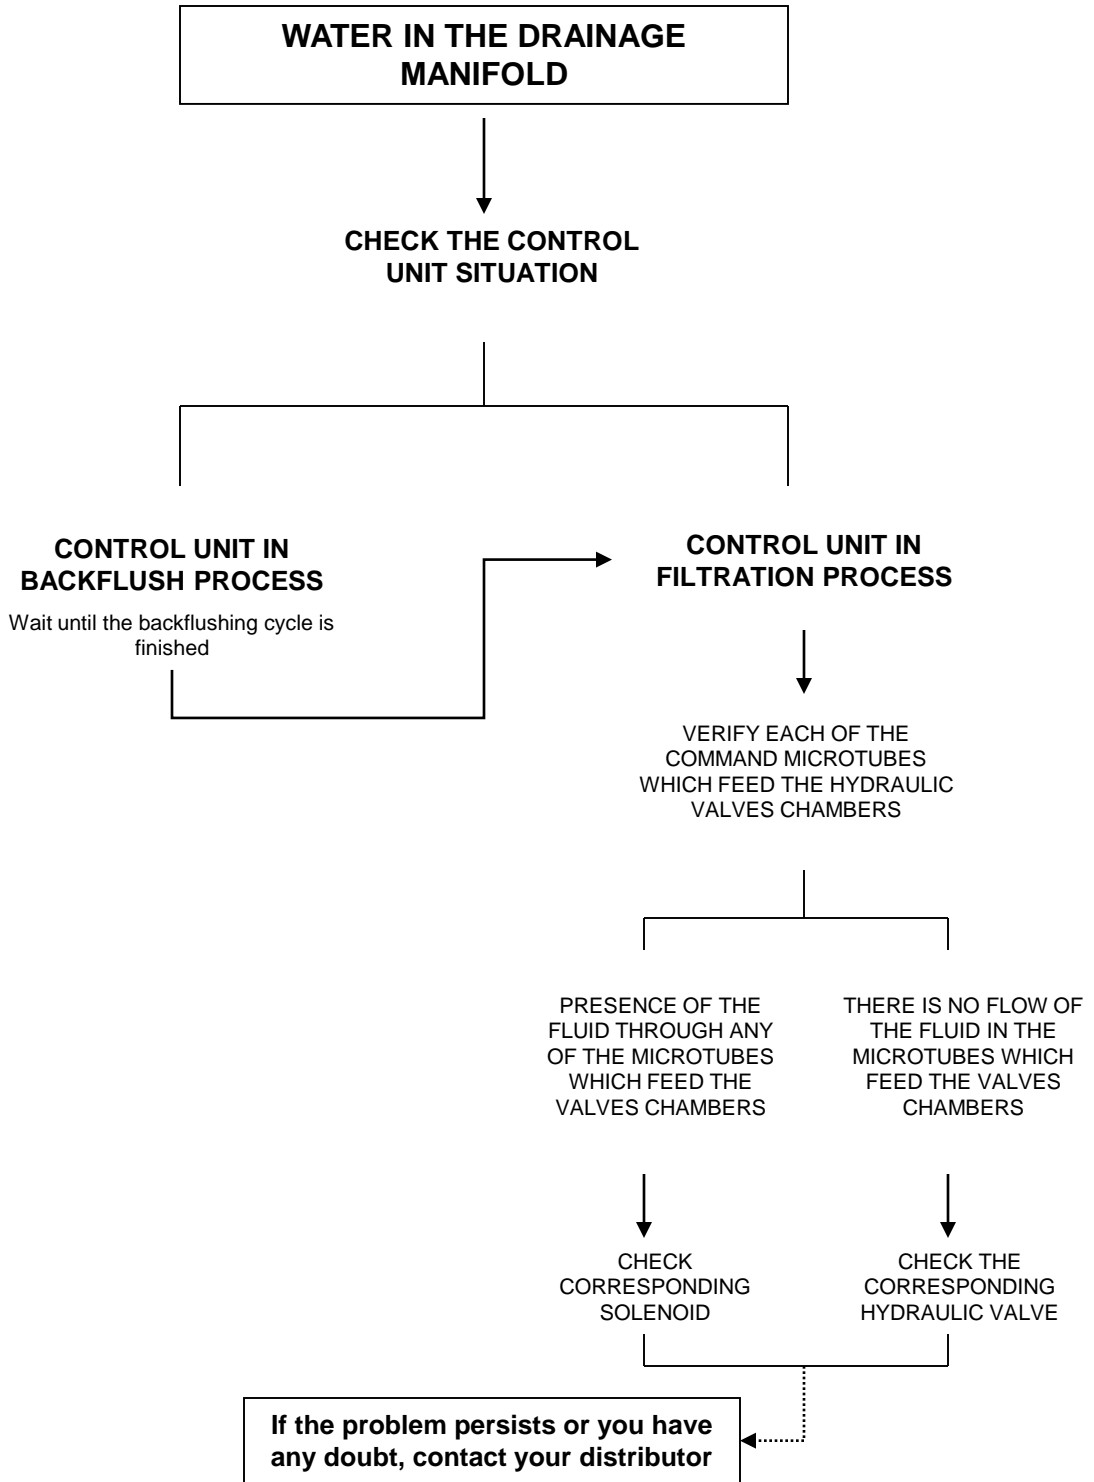 WATER IN THE DRAINAGE
MANIFOLD
CHECK THE CONTROL
UNIT SITUATION
CONTROL UNIT IN
BACKFLUSH PROCESS
Wait until the backflushing cycle is
finished
CONTROL UNIT IN
FILTRATION PROCESS
VERIFY EACH OF THE
COMMAND MICROTUBES
WHICH FEED THE HYDRAULIC
VALVES CHAMBERS
PRESENCE OF THE
FLUID THROUGH ANY
OF THE MICROTUBES
WHICH FEED THE
VALVES CHAMBERS
THERE IS NO FLOW OF
THE FLUID IN THE
MICROTUBES WHICH
FEED THE VALVES
CHAMBERS
CHECK
CORRESPONDING
SOLENOID
CHECK THE
CORRESPONDING
HYDRAULIC VALVE
If the problem persists or you have
any doubt, contact your distributor